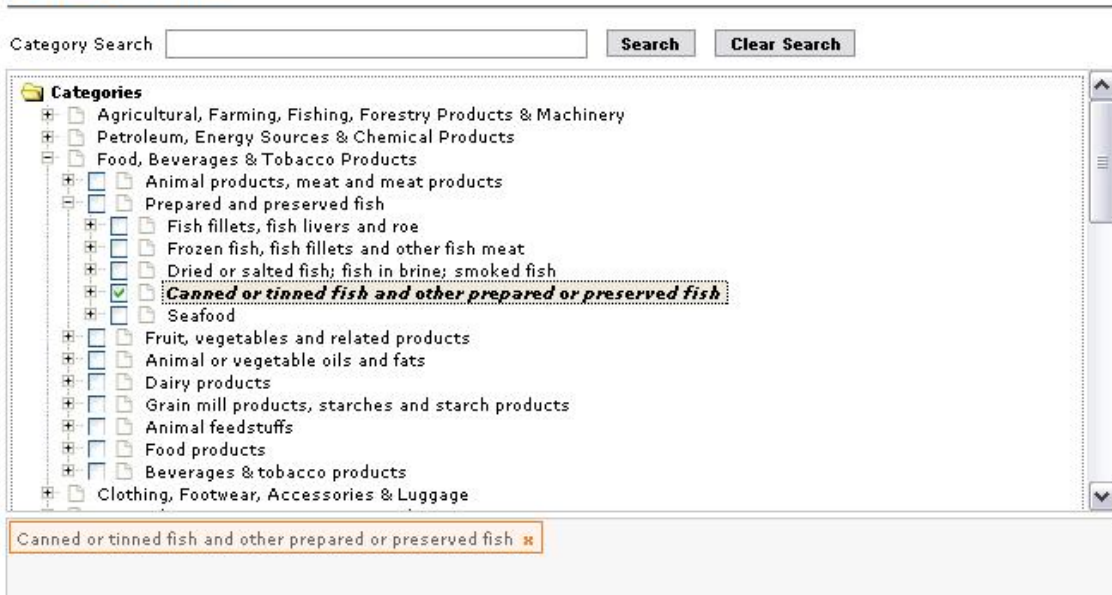 Category Search Search Clear Search
Categories
Agricultural, Farming, Fishing, Forestry Products & Machinery
Petroleum, Energy Sources & Chemical Products
Food, Beverages & Tobacco Products
Animal products, meat and meat products
Prepared and preserved fish
Fish fillets, fish livers and roe
Frozen fish, fish fillets and other fish meat
Dried or salted fish; fish in brine; smoked fish
Canned or tinned fish and other prepared or preserved fish
Seafood
Fruit, vegetables and related products
Animal or vegetable oils and fats
Dairy products
Grain mill products, starches and starch products
Animal feedstuffs
Food products
Beverages & tobacco products
Clothing, Footwear, Accessories & Luggage
Canned or tinned fish and other prepared or preserved fish x